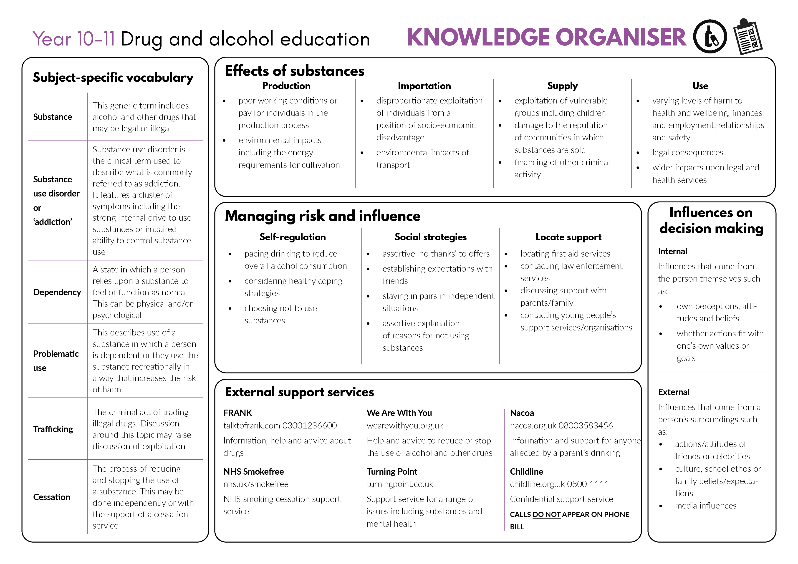 Year 10-11 Drug and alcohol education
KNOWLEDGE ORGANISER
Subject-specific vocabulary
Substance
This generic term includes
alcohol and other drugs that
may be legal or illegal
Substance
use disorder
or
'addiction'
Substance use disorder is
the clinical term used to
describe what is commonly
referred to as addiction.
It features a cluster of
symptoms including the
strong internal drive to use
substances or impaired
ability to control substance
use.
Dependency
A state in which a person
relies upon a substance to
feel or function as normal.
This can be physical and/or
psychological
Problematic
use
This describes use of a
substance in which a person
is dependent or they use the
substance recreationally in
a way that increases the risk
of harm
Trafficking
The criminal act of trading
illegal drugs. Discussion
around this topic may raise
discussion of exploitation
Cessation
The process of reducing
and stopping the use of
a substance. This may be
done independently or with
the support of a cessation
service
Effects of substances
Production
• poor working conditions or
pay for individuals in the
production process
• environmental impacts
including the energy
requirements for cultivation
Importation
• disproportionate exploitation
of individuals from a
position of socio-economic
disadvantage
• environmental impacts of
transport
Supply
• exploitation of vulnerable
groups including children
• damage to the reputation
of communities in which
substances are sold
• financing of other criminal
activity
Use
• varying levels of harm to
health and wellbeing, finances
and employment, relationships
and safety
• legal consequences
• wider impacts upon legal and
health services
Managing risk and influence
Self-regulation
• pacing drinking to reduce
overall alcohol consumption
• considering healthy coping
strategies
• choosing not to use
substances
Social strategies
• assertive 'no thanks' to offers
• establishing expectations with
friends
• staying in pairs in independent
situations
• assertive explanation
of reasons for not using
substances
Locate support
• locating first aid services
• contacting law enforcement
services
• discussing support with
parents/family
• contacting young people's
support services/organisations
Influences on
decision making
Internal
Influences that come from
the person themselves such
as:
• own perceptions, atti-
tudes and beliefs
• whether actions fit with
one's own values or
goals
External
Influences that come from a
person's surroundings such
as:
• actions/attitudes of
friends or celebrities
• culture, school ethos or
family beliefs/expecta-
tions
• media influences
External support services
FRANK
talktofrank.com 03001236600
Information, help and advice about
drugs
NHS Smokefree
nhs.uk/smokefree
NHS smoking cessation support
service
We Are With You
wearewithyou.org.uk
Help and advice to reduce or stop
the use of alcohol and other drugs
Turning Point
turningpoint.co.uk
Support service for a range of
issues including substances and
mental health
Nacoa
nacoa.org.uk 08003583456
Information and support for anyone
affected by a parent's drinking
Childline
childline.org.uk 0800 1111
Confidential support service
CALLS DO NOT APPEAR ON PHONE
BILL